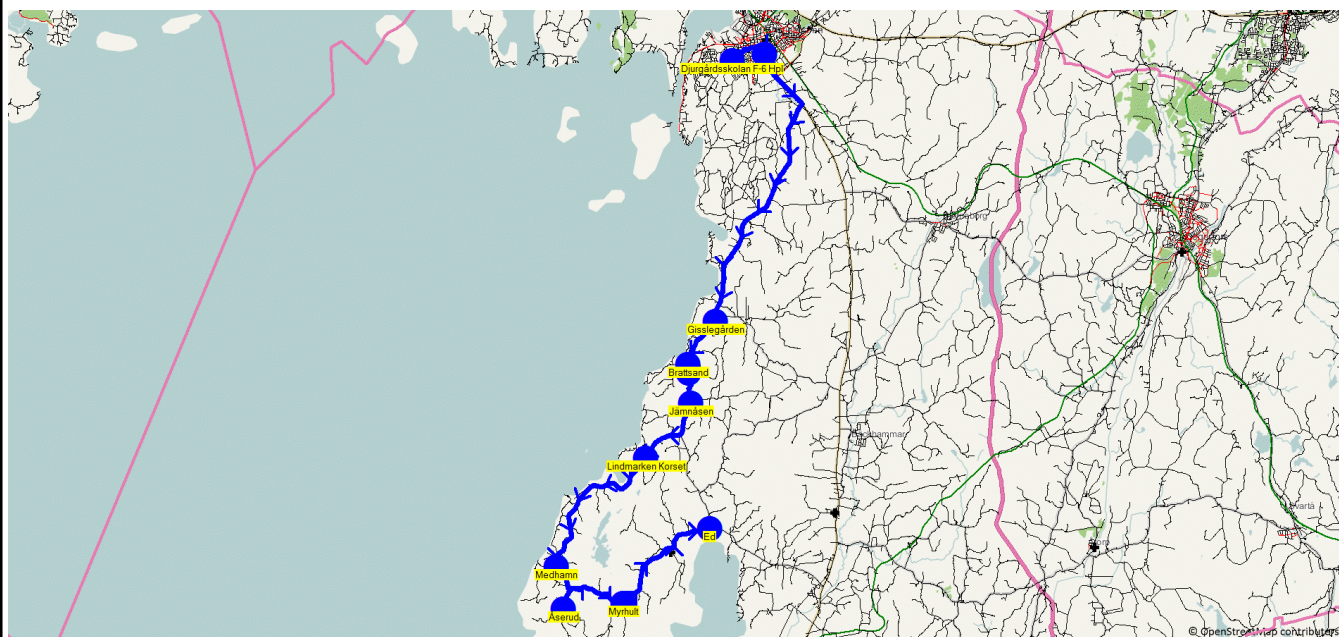 Djurgårdsskolan F-6 Hpl
Gisslegården
Brattsand
Jämnåsen
Lindmarken Korset
Ed
Medhamn
Myrhult
Åserud
© OpenStreetMap contributors